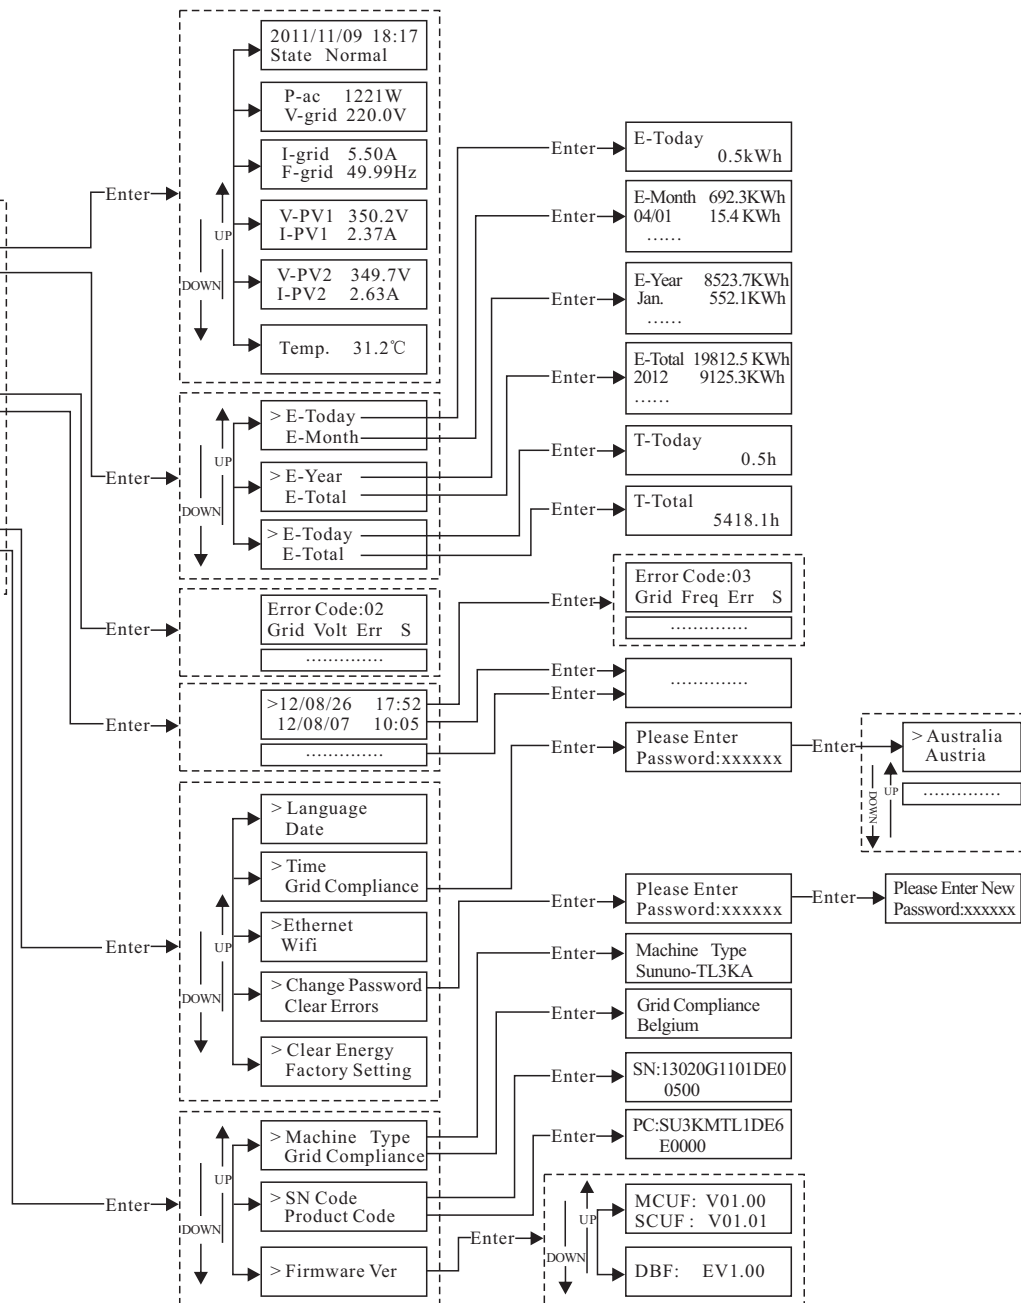 2011/11/09 18:17
State Normal
P-ac 1221W
V-grid 220.0V
I-grid 5.50A
F-grid 49.99Hz
Enter
V-PV1 350.2V
I-PV1 2.37A
UP
DOWN
V-PV2 349.7V
I-PV2 2.63A
Temp. 31.2℃
Enter
E-Today
0.5kWh
Enter
E-Month 692.3KWh
04/01 15.4 KWh
......
Enter
E-Year 8523.7KWh
Jan. 552.1KWh
......
Enter
E-Total 19812.5 KWh
2012 9125.3KWh
......
> E-Today
E-Month
UP
Enter
DOWN
> E-Year
E-Total
> E-Today
E-Total
Enter
T-Today
0.5h
Enter
T-Total
5418.1h
Enter
Error Code:02
Grid Volt Err S
..............
Enter
Error Code:03
Grid Freq Err S
..............
Enter
>12/08/26 17:52
12/08/07 10:05
..............
Enter
Enter
..............
Enter
Please Enter
Password:xxxxxx
Enter
> Australia
Austria
UP
DOWN
..............
> Language
Date
> Time
Grid Compliance
Enter
>Ethernet
Wifi
UP
DOWN
> Change Password
Clear Errors
> Clear Energy
Factory Setting
Enter
Please Enter
Password:xxxxxx
Enter
Please Enter New
Password:xxxxxx
Enter
Machine Type
Sununo-TL3KA
Enter
Grid Compliance
Belgium
Enter
SN:13020G1101DE0
0500
Enter
PC:SU3KMTL1DE6
E0000
> Machine Type
Grid Compliance
UP
Enter
DOWN
> SN Code
Product Code
> Firmware Ver
Enter
UP
DOWN
MCUF: V01.00
SCUF : V01.01
DBF: EV1.00